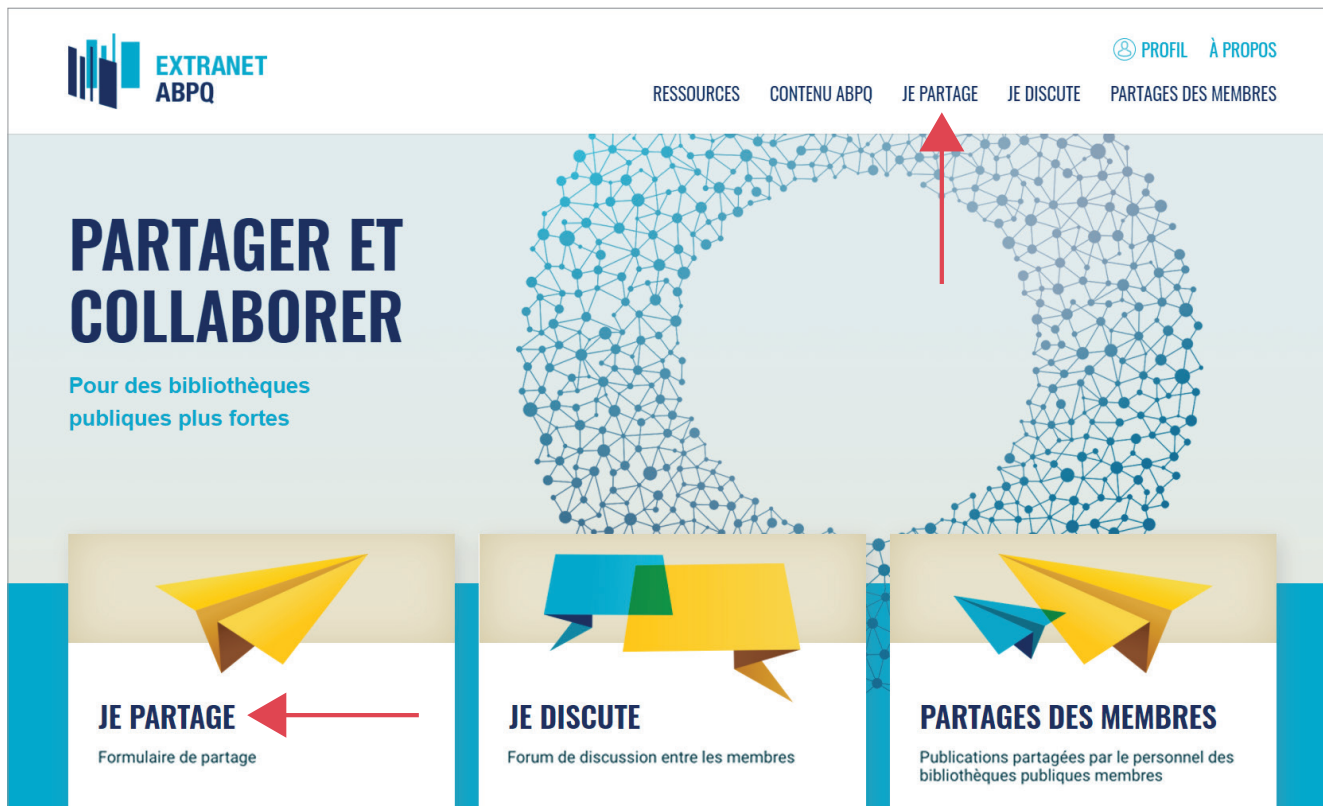 EXTRANET
ABPQ
PROFIL À PROPOS
RESSOURCES CONTENU ABPQ JE PARTAGE JE DISCUTE PARTAGES DES MEMBRES
PARTAGER ET
COLLABORER
Pour des bibliothèques
publiques plus fortes
JE PARTAGE
Formulaire de partage
JE DISCUTE
Forum de discussion entre les membres
PARTAGES DES MEMBRES
Publications partagées par le personnel des
bibliothèques publiques membres